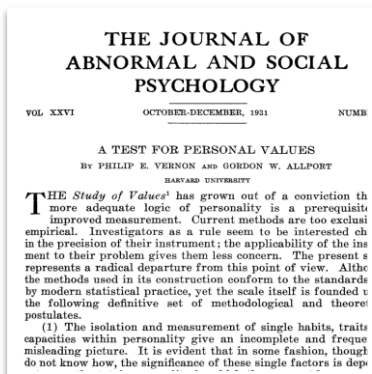 THE JOURNAL OF
ABNORMAL AND SOCIAL
PSYCHOLOGY
VOL XXVI OCTOBER-DECEMBER, 1931 NUMB
A TEST FOR PERSONAL VALUES
BY PHILIP E. VERNON AND GORDON W. ALLPORT
HARVARD UNIVERSITY
THE Study of Values¹ has grown out of a conviction th
more adequate logic of personality is a prerequisite
improved measurement. Current methods are too exclusi
empirical. Investigators as a rule seem to be interested ch
in the precision of their instrument; the applicability of the ins
ment to their problem gives them less concern. The present s
represents a radical departure from this point of view. Altho
the methods used in its construction conform to the standards
by modern statistical practice, yet the scale itself is founded u
the following definitive set of methodological and theore
postulates.
(1) The isolation and measurement of single habits, traits
capacities within personality give an incomplete and freque
misleading picture. It is evident that in some fashion, though
do not know how, the significance of these single factors is depe